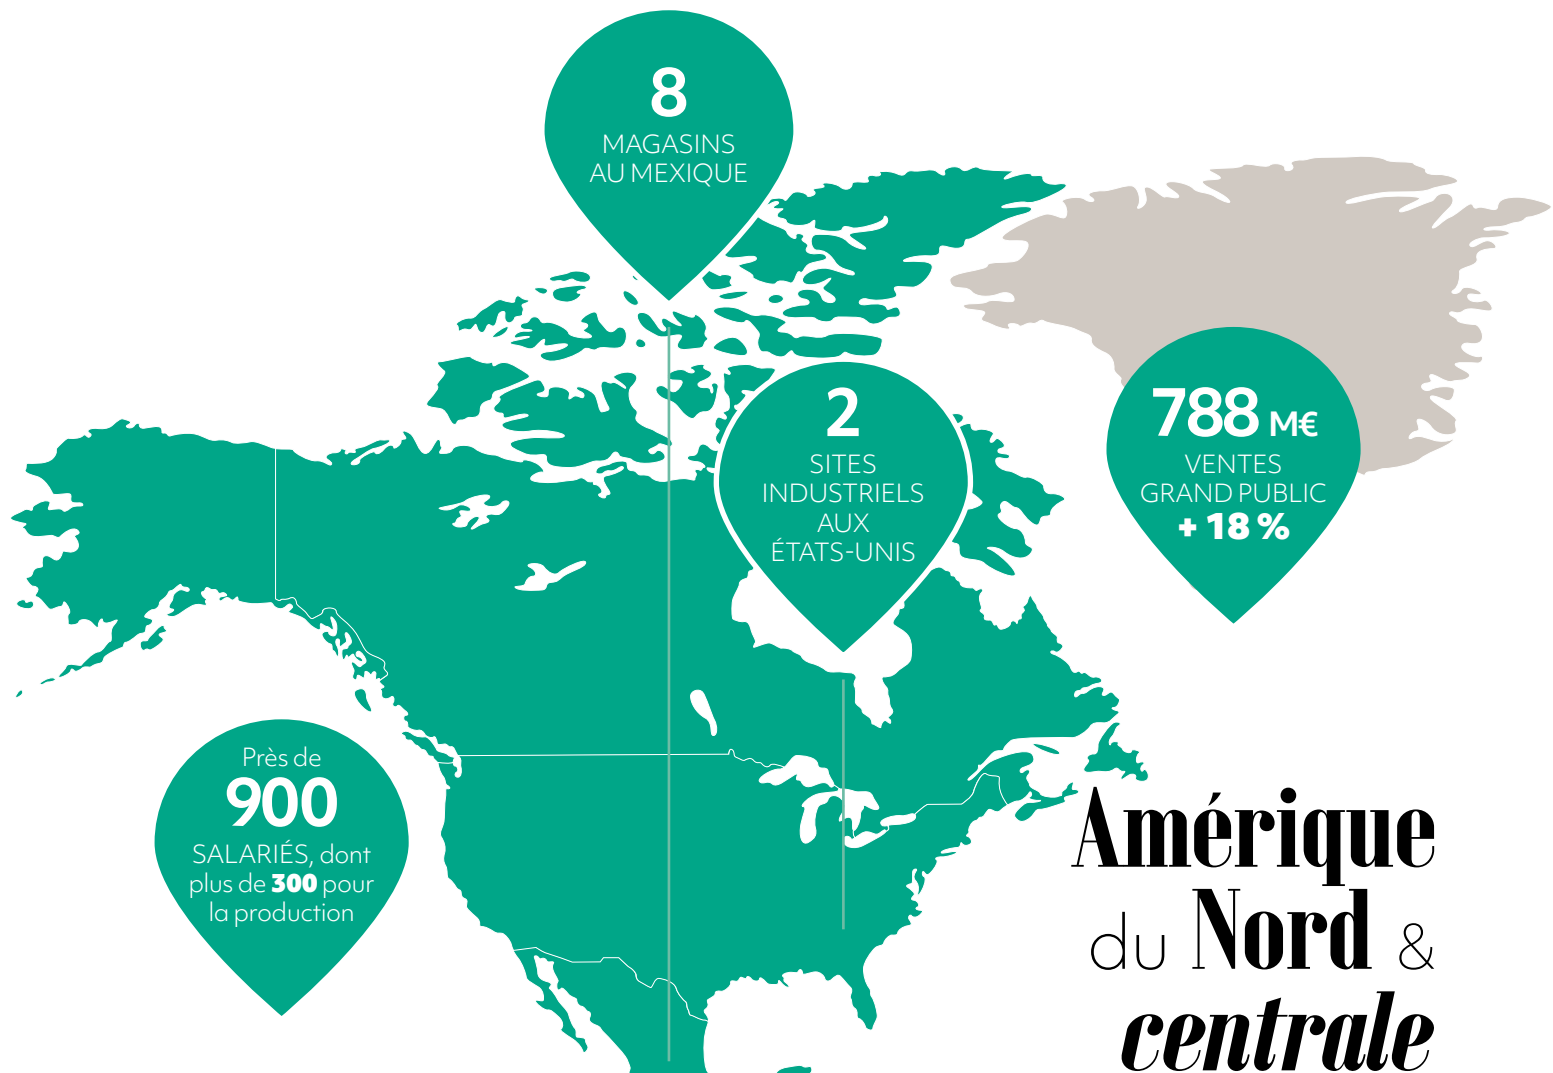 8
MAGASINS
AU MEXIQUE
2
SITES
INDUSTRIELS
AUX
ÉTATS-UNIS
788 M€
VENTES
GRAND PUBLIC
+ 18 %
Près de
900
SALARIÉS, dont
plus de 300 pour
la production
Amérique
du Nord &
centrale